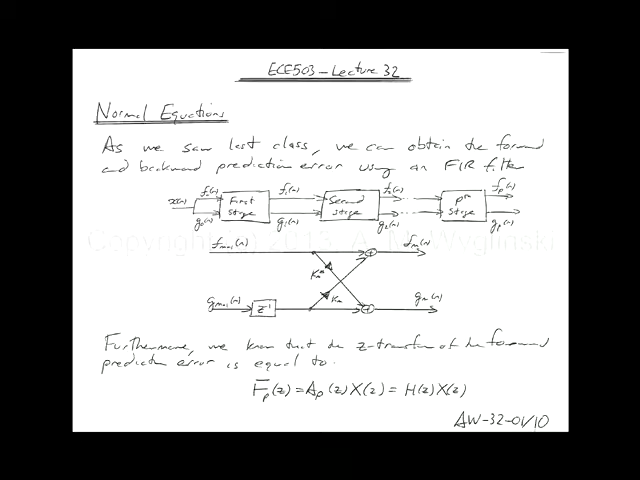 ECE503-Lecture 32
Normal Equations
As we saw last class, we can obtain the forward
and backward prediction error using an FIR filter
x(n) f₀(n) g₀(n) First stage f₁(n) g₁(n) Second stage f₂(n) g₂(n) pᵗʰ stage fₚ(n) gₚ(n)
Copyright (c) 2013, A. M. Wyglinski
fₘ₋₁(n) fₘ(n)
Kₘ* Kₘ
gₘ₋₁(n) z⁻¹ gₘ(n)
Furthermore, we know that the z-transform of the forward
prediction error is equal to:
Fₚ(z) = Aₚ(z)X(z) = H(z)X(z)
AW-32-01/10